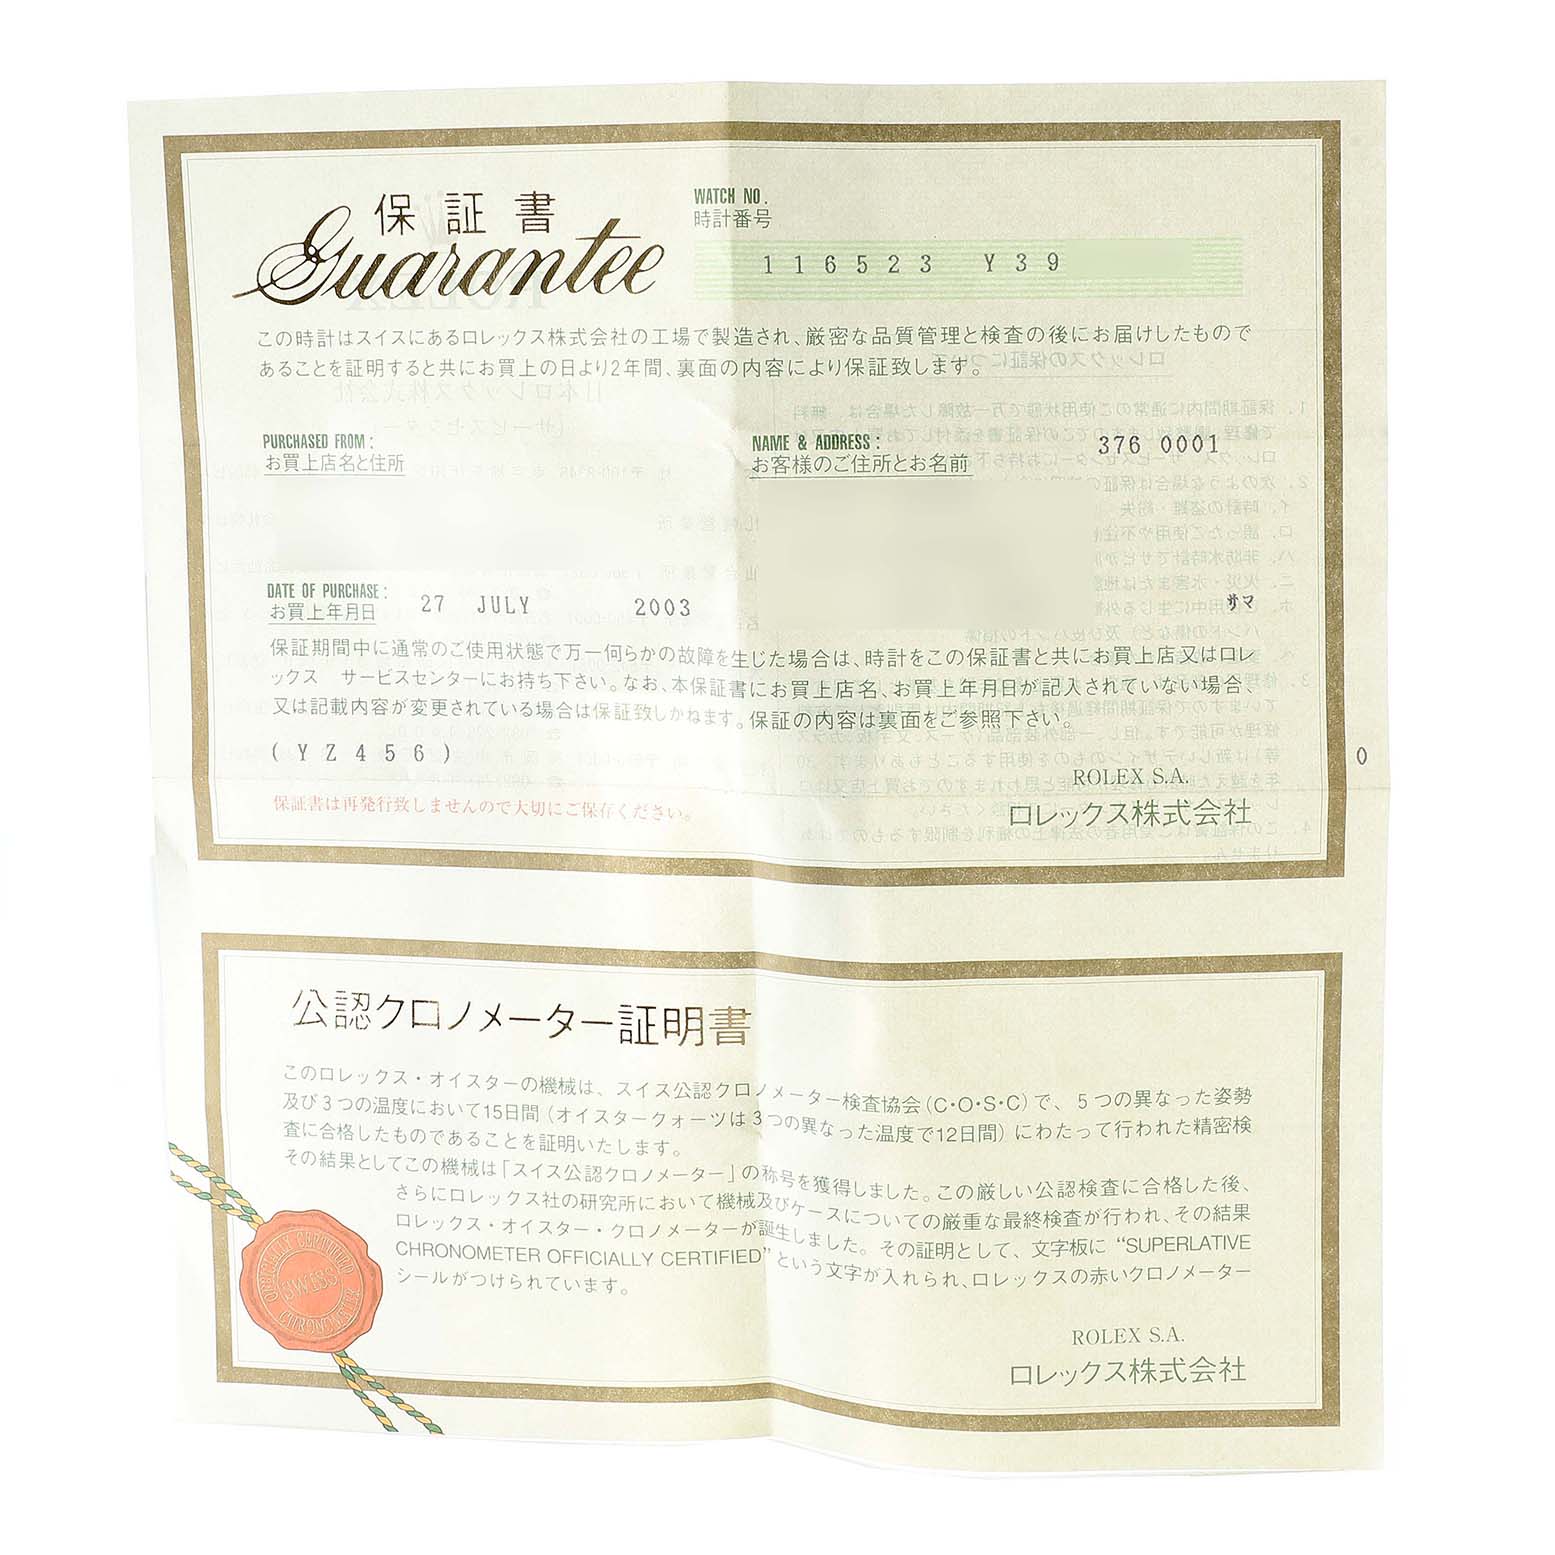 保証書
Guarantee
WATCH NO.
時計番号
116523 Y39
この時計はスイスにあるロレックス株式会社の工場で製造され、厳密な品質管理と検査の後にお届けしたもので
あることを証明すると共にお買上の日より2年間、裏面の内容により保証致します。
PURCHASED FROM:
お買上店名と住所
NAME & ADDRESS:
お客様のご住所とお名前
376 0001
DATE OF PURCHASE:
お買上年月日
27 JULY 2003
サマ
保証期間中に通常のご使用状態で万一何らかの故障を生じた場合は、時計をこの保証書と共にお買上店又はロレ
ックス サービスセンターにお持ち下さい。なお、本保証書にお買上店名、お買上年月日が記入されていない場合、
又は記載内容が変更されている場合は保証致しかねます。保証の内容は裏面をご参照下さい。
(YZ456)
0
ROLEX S.A.
ロレックス株式会社
保証書は再発行致しませんので大切にご保存ください。
公認クロノメーター証明書
このロレックス・オイスターの機械は、スイス公認クロノメーター検査協会(C・O・S・C)で、5つの異なった姿勢
及び3つの温度において15日間(オイスタークォーツは3つの異なった温度で12日間)にわたって行われた精密検
査に合格したものであることを証明いたします。
その結果としてこの機械は「スイス公認クロノメーター」の称号を獲得しました。この厳しい公認検査に合格した後、
さらにロレックス社の研究所において機械及びケースについての厳重な最終検査が行われ、その結果
ロレックス・オイスター・クロノメーターが誕生しました。その証明として、文字板に“SUPERLATIVE
CHRONOMETER OFFICIALLY CERTIFIED”という文字が入れられ、ロレックスの赤いクロノメーター
シールがつけられています。
OFFICIALLY CERTIFIED
SWISS
CHRONOMETER
ROLEX S.A.
ロレックス株式会社